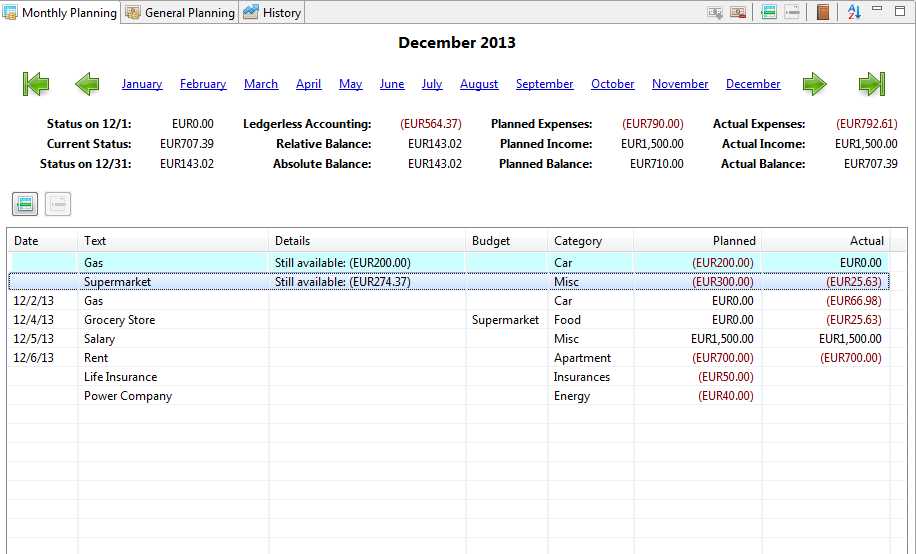 Monthly Planning General Planning History
December 2013
January February March April May June July August September October November December
Status on 12/1: EUR0.00 Ledgerless Accounting: (EUR564.37) Planned Expenses: (EUR790.00) Actual Expenses: (EUR792.61)
Current Status: EUR707.39 Relative Balance: EUR143.02 Planned Income: EUR1,500.00 Actual Income: EUR1,500.00
Status on 12/31: EUR143.02 Absolute Balance: EUR143.02 Planned Balance: EUR710.00 Actual Balance: EUR707.39
Date Text Details Budget Category Planned Actual
Gas Still available: (EUR200.00) Car (EUR200.00) EUR0.00
Supermarket Still available: (EUR274.37) Misc (EUR300.00) (EUR25.63)
12/2/13 Gas Car EUR0.00 (EUR66.98)
12/4/13 Grocery Store Supermarket Food EUR0.00 (EUR25.63)
12/5/13 Salary Misc EUR1,500.00 EUR1,500.00
12/6/13 Rent Apartment (EUR700.00) (EUR700.00)
Life Insurance Insurances (EUR50.00)
Power Company Energy (EUR40.00)